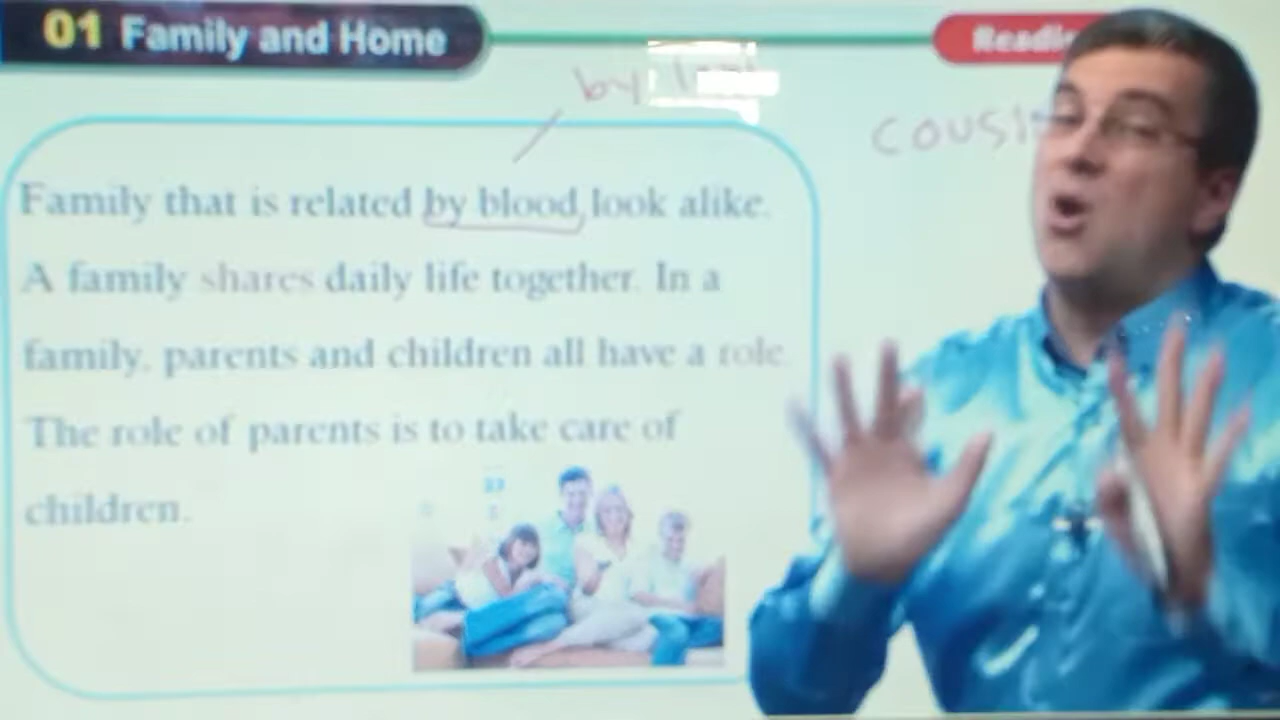 01 Family and Home
by
Family that is related by blood look alike.
A family shares daily life together. In a
family, parents and children all have a role.
The role of parents is to take care of
children.